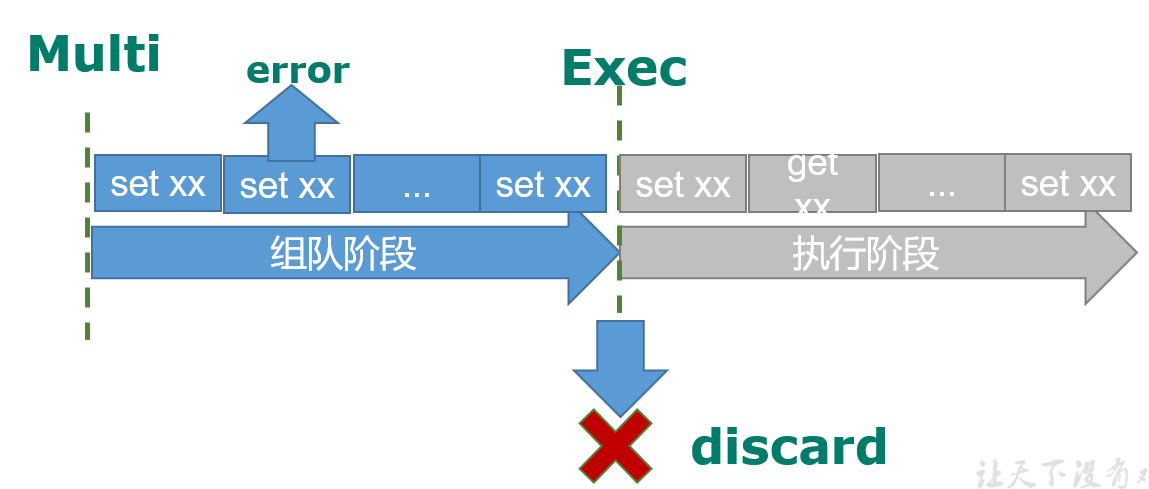 Multi
error
Exec
set xx
set xx
...
set xx
set xx
get
xx
...
set xx
组队阶段
执行阶段
discard
让天下没有